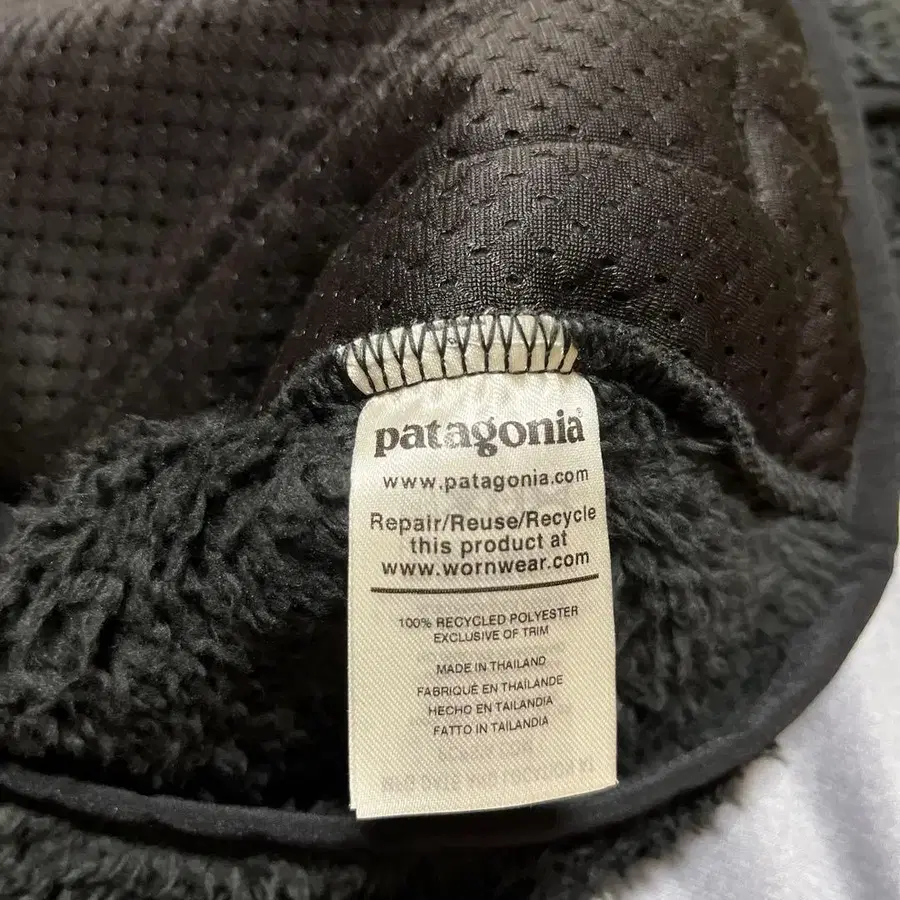 patagonia®
www.patagonia.com
Repair/Reuse/Recycle
this product at
www.wornwear.com
100% RECYCLED POLYESTER
EXCLUSIVE OF TRIM
MADE IN THAILAND
FABRIQUÉ EN THAÏLANDE
HECHO EN TAILANDIA
FATTO IN TAILANDIA